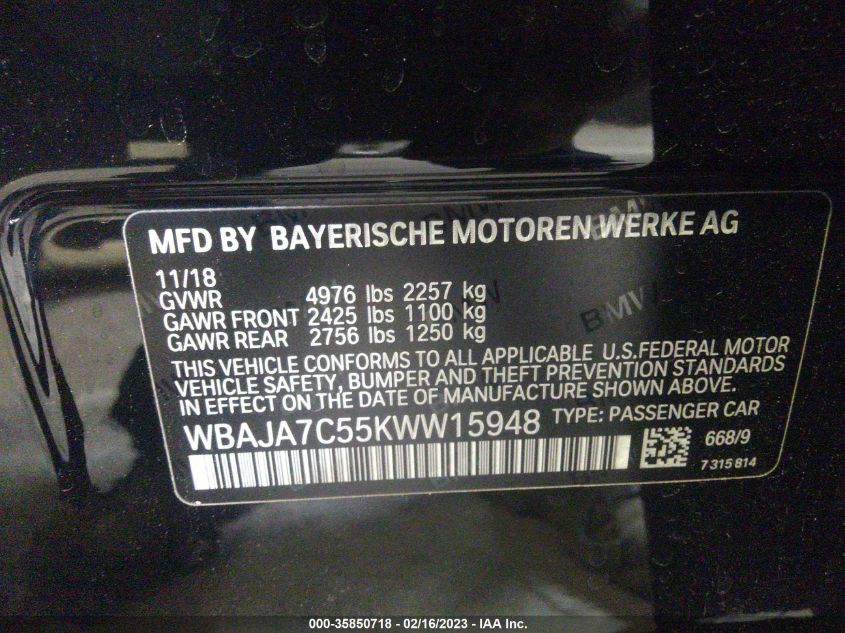 MFD BY BAYERISCHE MOTOREN WERKE AG
11/18
GVWR 4976 lbs 2257 kg
GAWR FRONT 2425 lbs 1100 kg
GAWR REAR 2756 lbs 1250 kg
BMW
THIS VEHICLE CONFORMS TO ALL APPLICABLE U.S.FEDERAL MOTOR
VEHICLE SAFETY, BUMPER AND THEFT PREVENTION STANDARDS
IN EFFECT ON THE DATE OF MANUFACTURE SHOWN ABOVE.
WBAJA7C55KWW15948 TYPE: PASSENGER CAR
668/9
7 315 814
000-35850718 - 02/16/2023 - IAA Inc.